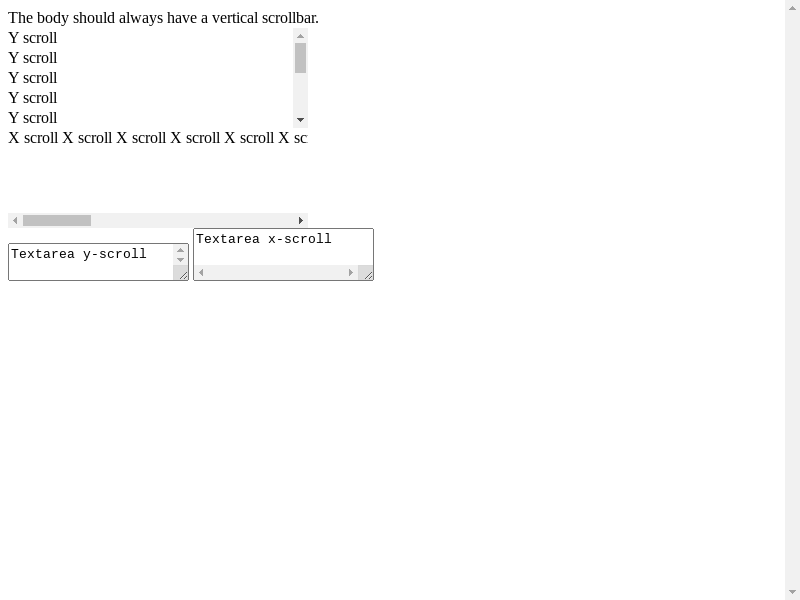 The body should always have a vertical scrollbar.
Y scroll
Y scroll
Y scroll
Y scroll
Y scroll
X scroll X scroll X scroll X scroll X scroll X sc
Textarea y-scroll
Textarea x-scroll